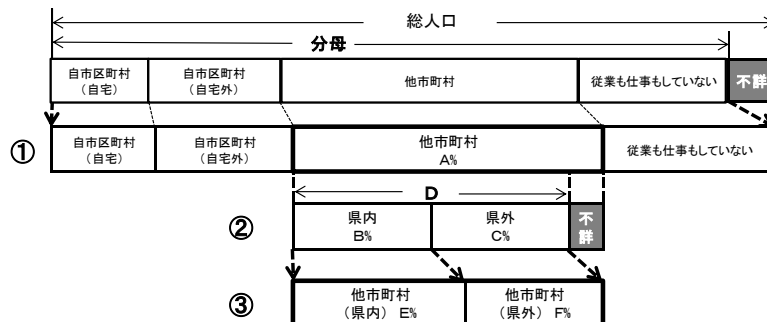 総人口
分母
自市区町村
（自宅）
自市区町村
（自宅外）
他市町村
従業も仕事もしていない
不詳
①
自市区町村
（自宅）
自市区町村
（自宅外）
他市町村
A%
従業も仕事もしていない
D
②
県内
B%
県外
C%
不
詳
③
他市町村
（県内） E%
他市町村
（県外） F%